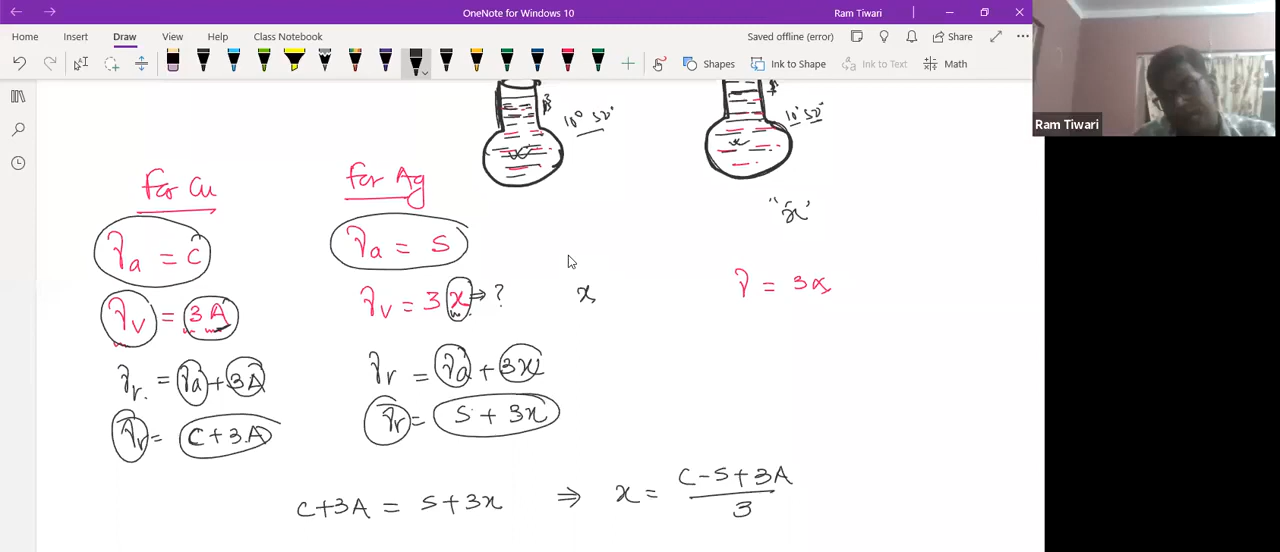 OneNote for Windows 10
Ram Tiwari
Home Insert Draw View Help Class Notebook
Saved offline (error)
Share
Shapes
Ink to Shape
Ink to Text
Math
Ram Tiwari
10° 50°
10° 50°
For Cu
For Ag
"x"
γa = C
γa = S
γv = 3A
γv = 3x ⇒ ?
x
γ = 3α
γr = γa + 3A
γr = γa + 3x
γr = C + 3A
γr = S + 3x
C + 3A = S + 3x ⇒ x = (C - S + 3A)/3